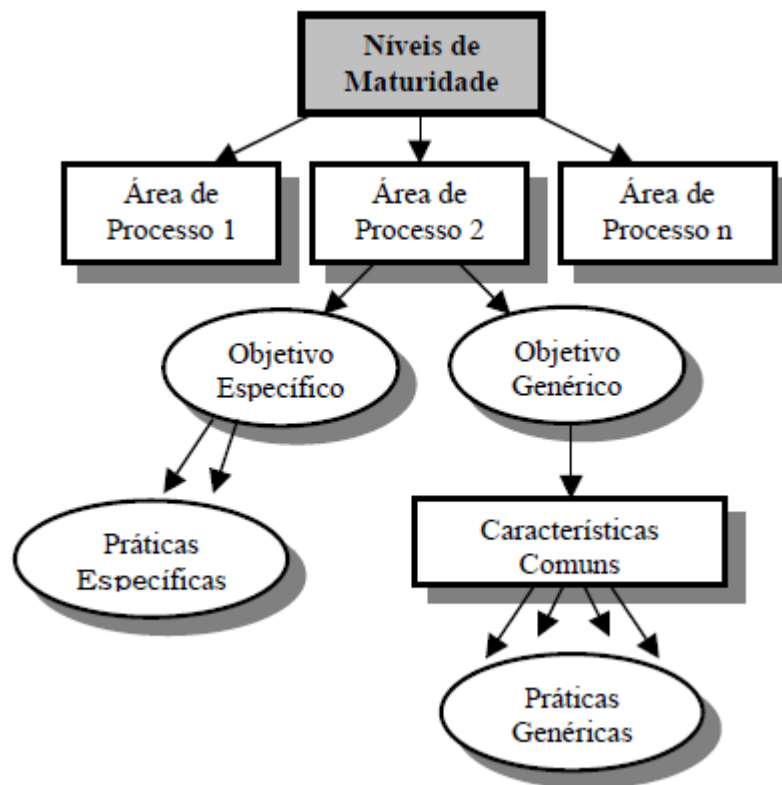 Níveis de
Maturidade
Área de
Processo 1
Área de
Processo 2
Área de
Processo n
Objetivo
Específico
Objetivo
Genérico
Práticas
Específicas
Características
Comuns
Práticas
Genéricas